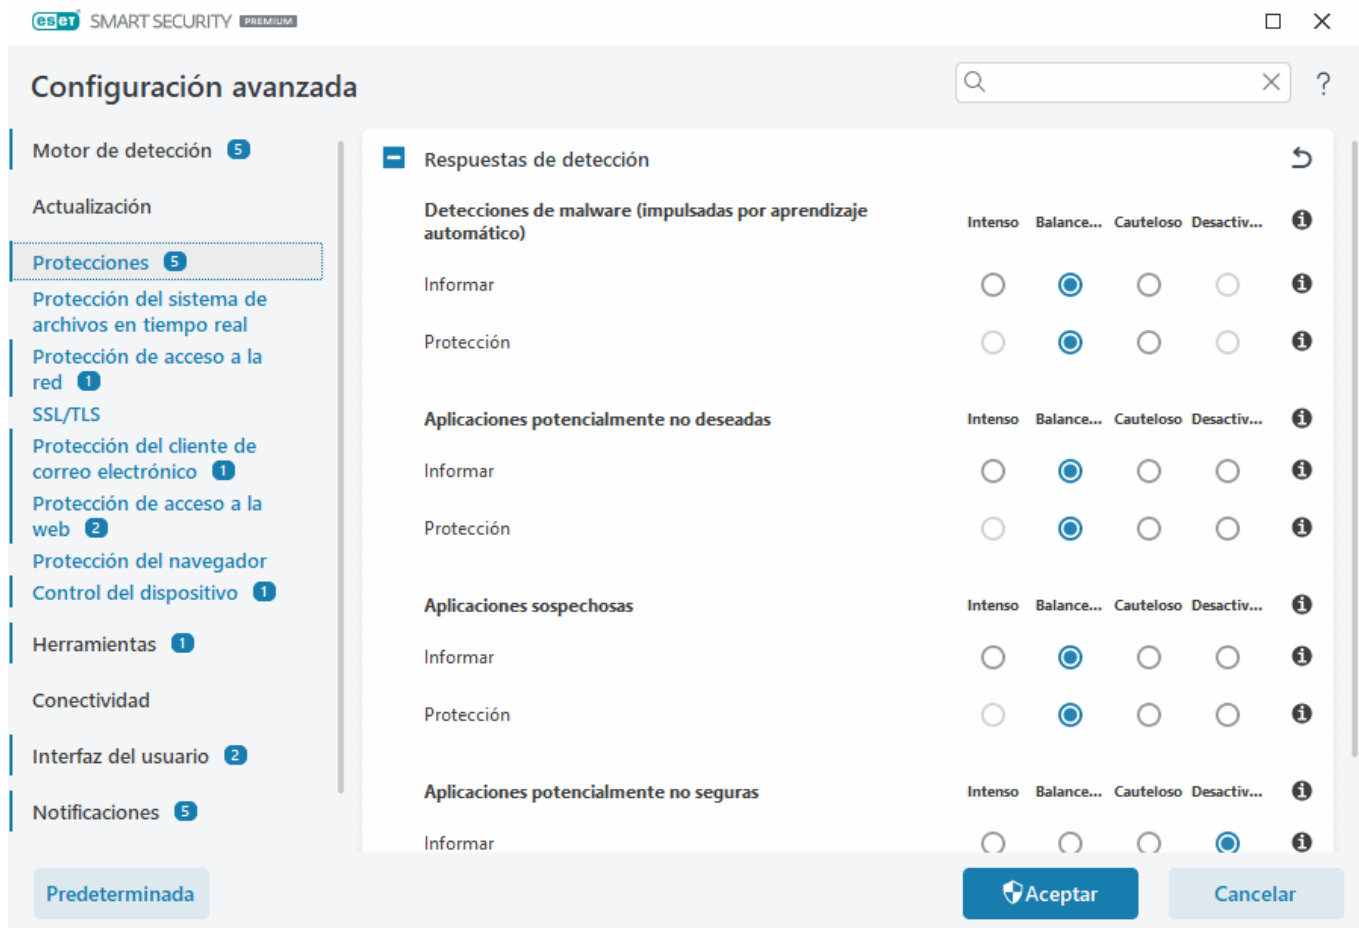 eset SMART SECURITY PREMIUM
Configuración avanzada
?
Motor de detección 5
Actualización
Protecciones 5
Protección del sistema de
archivos en tiempo real
Protección de acceso a la
red 1
SSL/TLS
Protección del cliente de
correo electrónico 1
Protección de acceso a la
web 2
Protección del navegador
Control del dispositivo 1
Herramientas 1
Conectividad
Interfaz del usuario 2
Notificaciones 5
Respuestas de detección
Detecciones de malware (impulsadas por aprendizaje
automático)
Intenso Balance... Cauteloso Desactiv...
Informar
Protección
Aplicaciones potencialmente no deseadas Intenso Balance... Cauteloso Desactiv...
Informar
Protección
Aplicaciones sospechosas Intenso Balance... Cauteloso Desactiv...
Informar
Protección
Aplicaciones potencialmente no seguras Intenso Balance... Cauteloso Desactiv...
Informar
Predeterminada Aceptar Cancelar